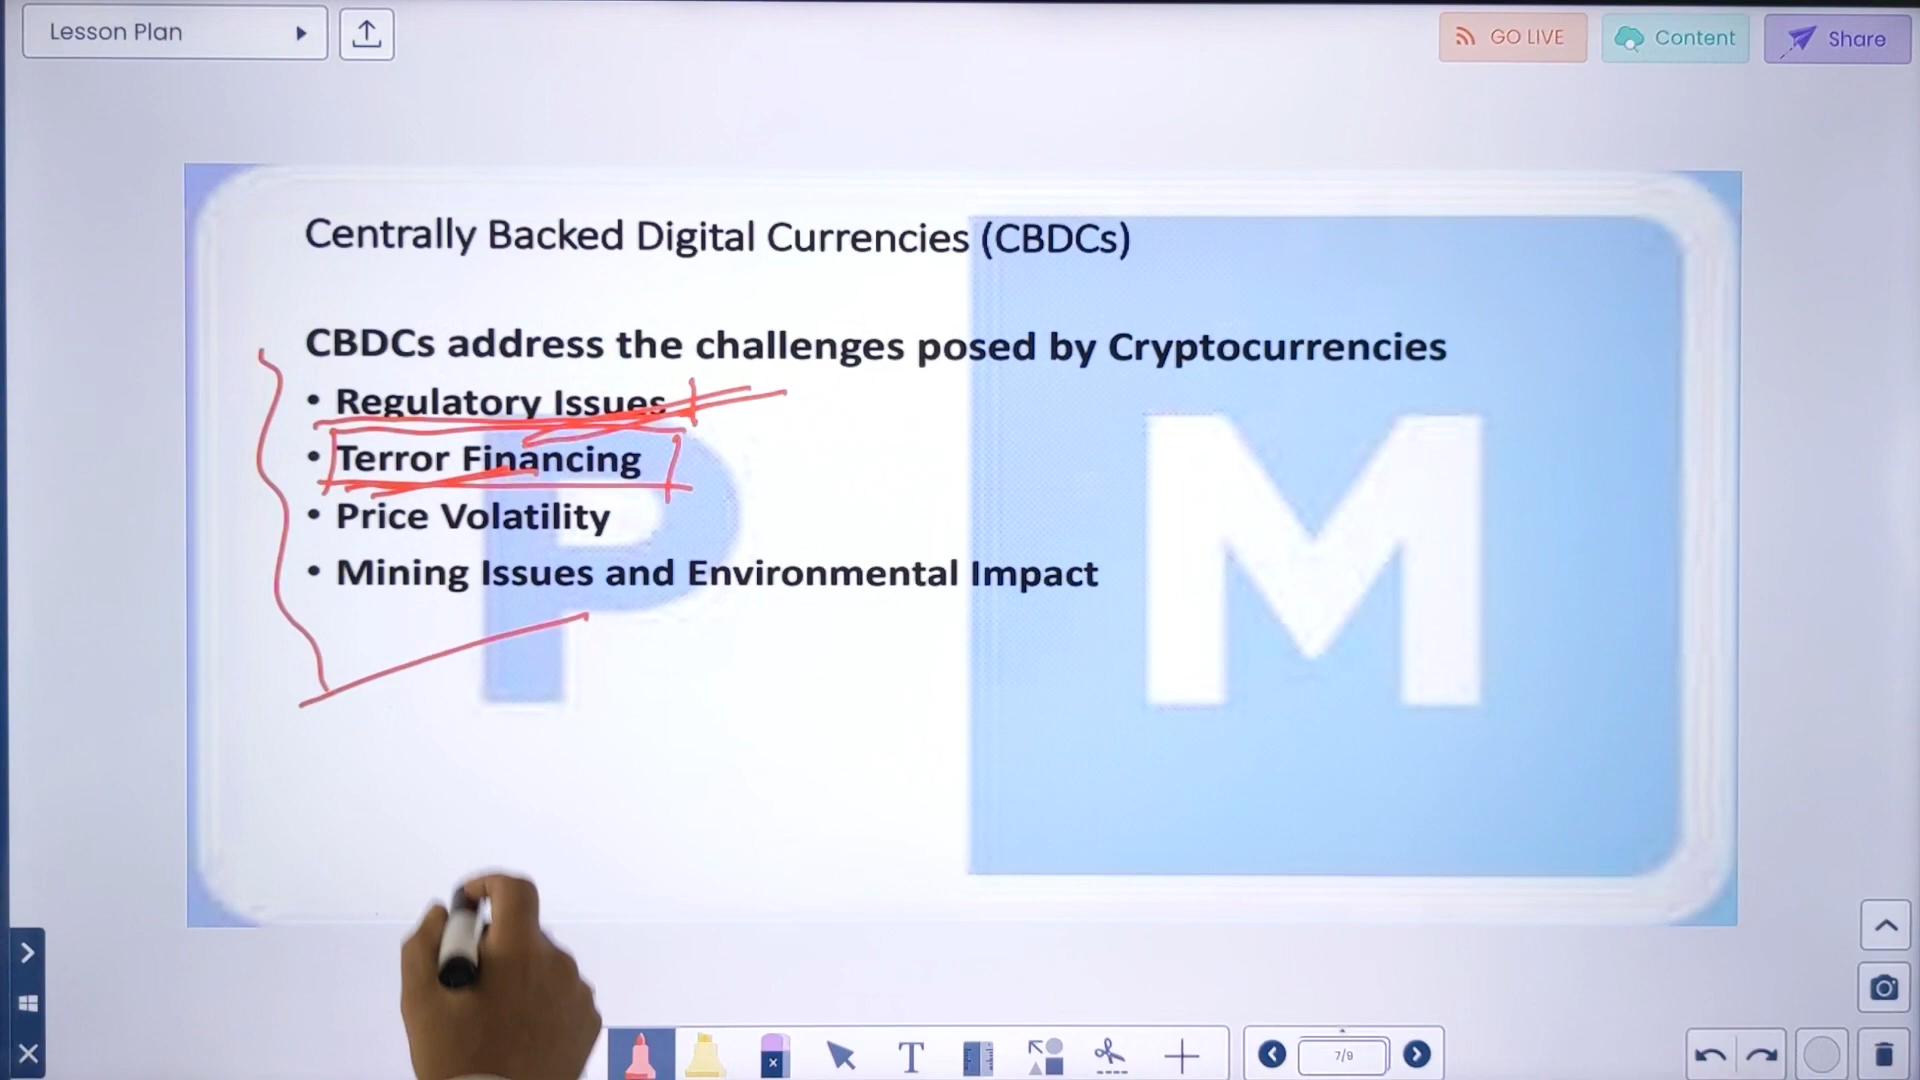 Lesson Plan
GO LIVE
Content
Share
Centrally Backed Digital Currencies (CBDCs)
CBDCs address the challenges posed by Cryptocurrencies
• Regulatory Issues
• Terror Financing
• Price Volatility
• Mining Issues and Environmental Impact
P M
T
7/9